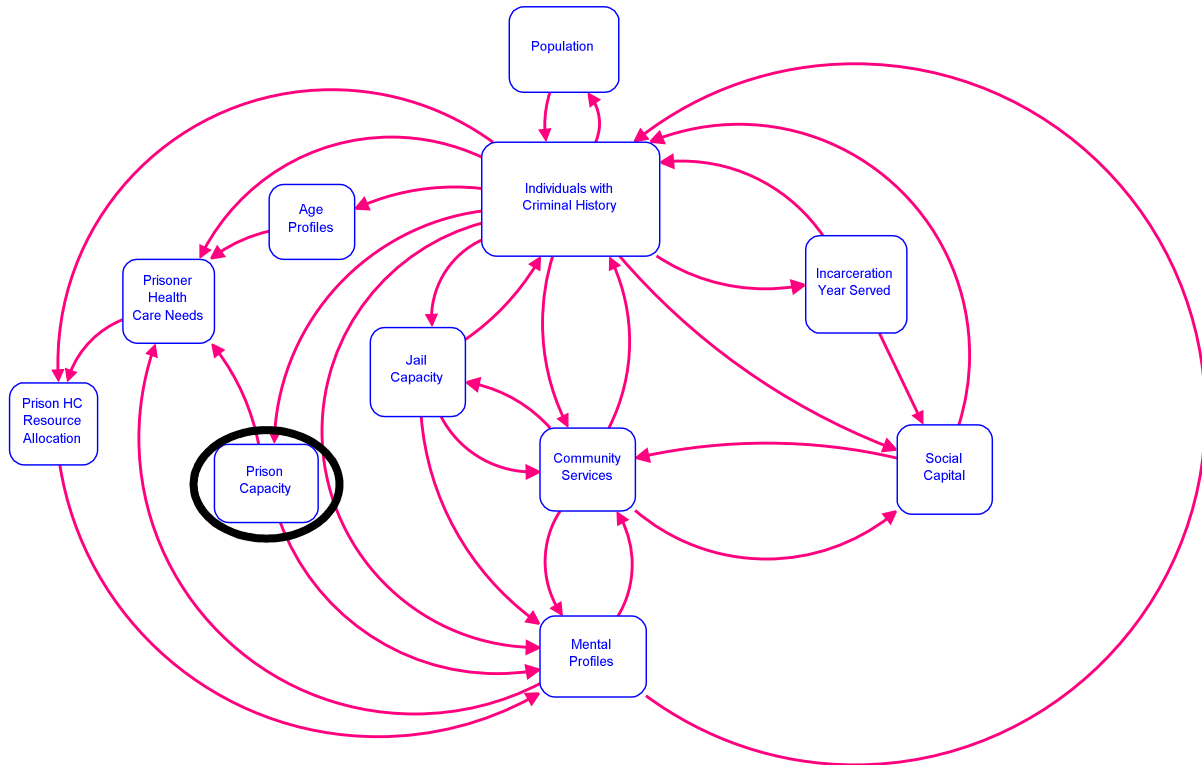 Population
Individuals with
Criminal History
Age
Profiles
Incarceration
Year Served
Prisoner
Health
Care Needs
Jail
Capacity
Prison HC
Resource
Allocation
Community
Services
Social
Capital
Prison
Capacity
Mental
Profiles